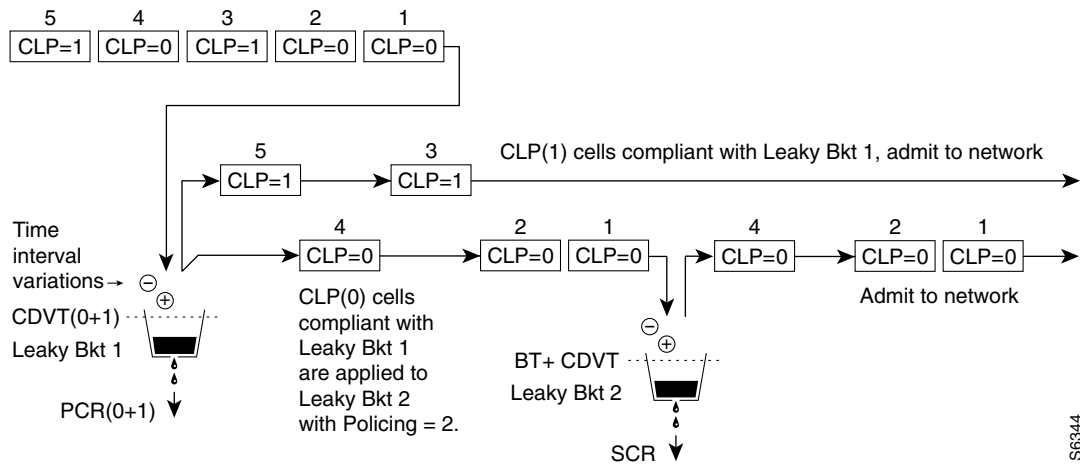 5 4 3 2 1
CLP=1 CLP=0 CLP=1 CLP=0 CLP=0
5 3
CLP=1 CLP=1
CLP(1) cells compliant with Leaky Bkt 1, admit to network
Time
interval
variations
4 2 1 4 2 1
CLP=0 CLP=0 CLP=0 CLP=0 CLP=0 CLP=0
− +
CDVT(0+1)
Leaky Bkt 1
PCR(0+1)
CLP(0) cells
compliant with
Leaky Bkt 1
are applied to
Leaky Bkt 2
with Policing = 2.
− +
BT+ CDVT
Leaky Bkt 2
SCR
Admit to network
S6344